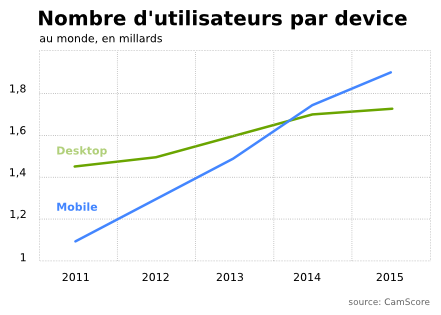 Nombre d'utilisateurs par device
au monde, en millards
1,8
1,6
Desktop
1,4
Mobile
1,2
1
2011 2012 2013 2014 2015
source: CamScore